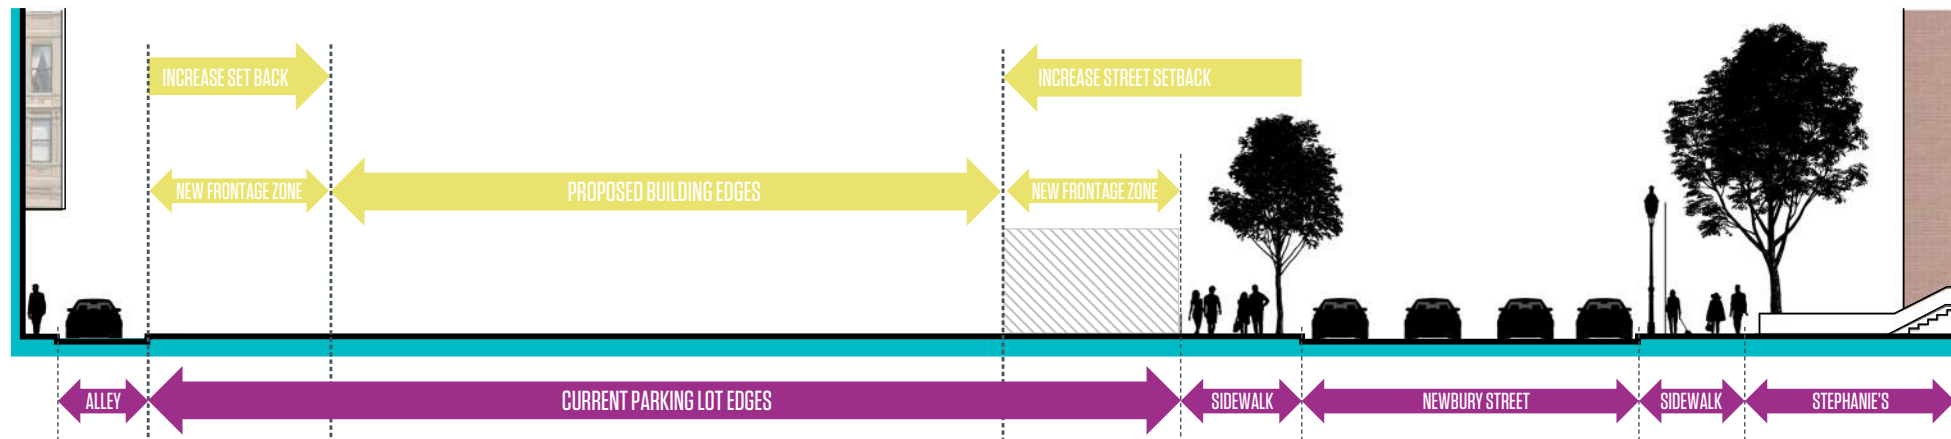 INCREASE SET BACK
INCREASE STREET SETBACK
NEW FRONTAGE ZONE
PROPOSED BUILDING EDGES
NEW FRONTAGE ZONE
ALLEY
CURRENT PARKING LOT EDGES
SIDEWALK
NEWBURY STREET
SIDEWALK
STEPHANIE'S